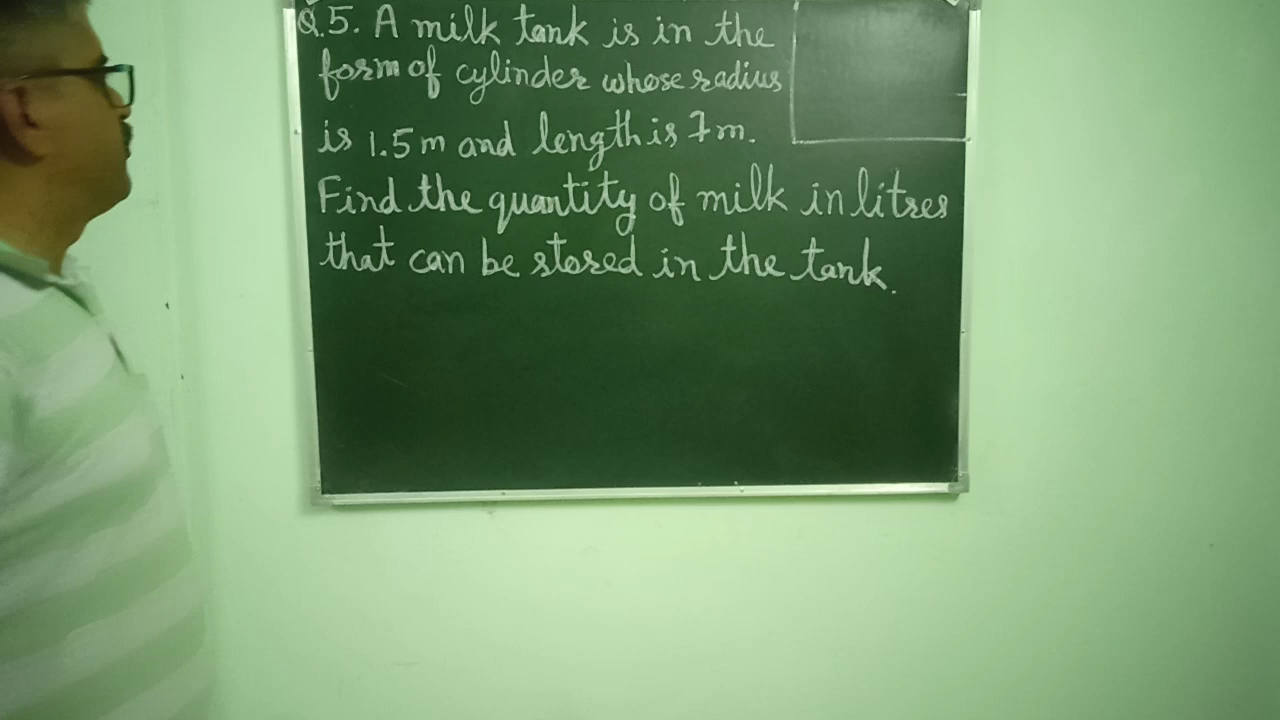 Q.5. A milk tank is in the
form of cylinder whose radius
is 1.5 m and length is 7 m.
Find the quantity of milk in litres
that can be stored in the tank.